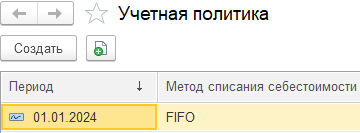 Учетная политика
Создать
Период Метод списания себестоимости
01.01.2024 FIFO